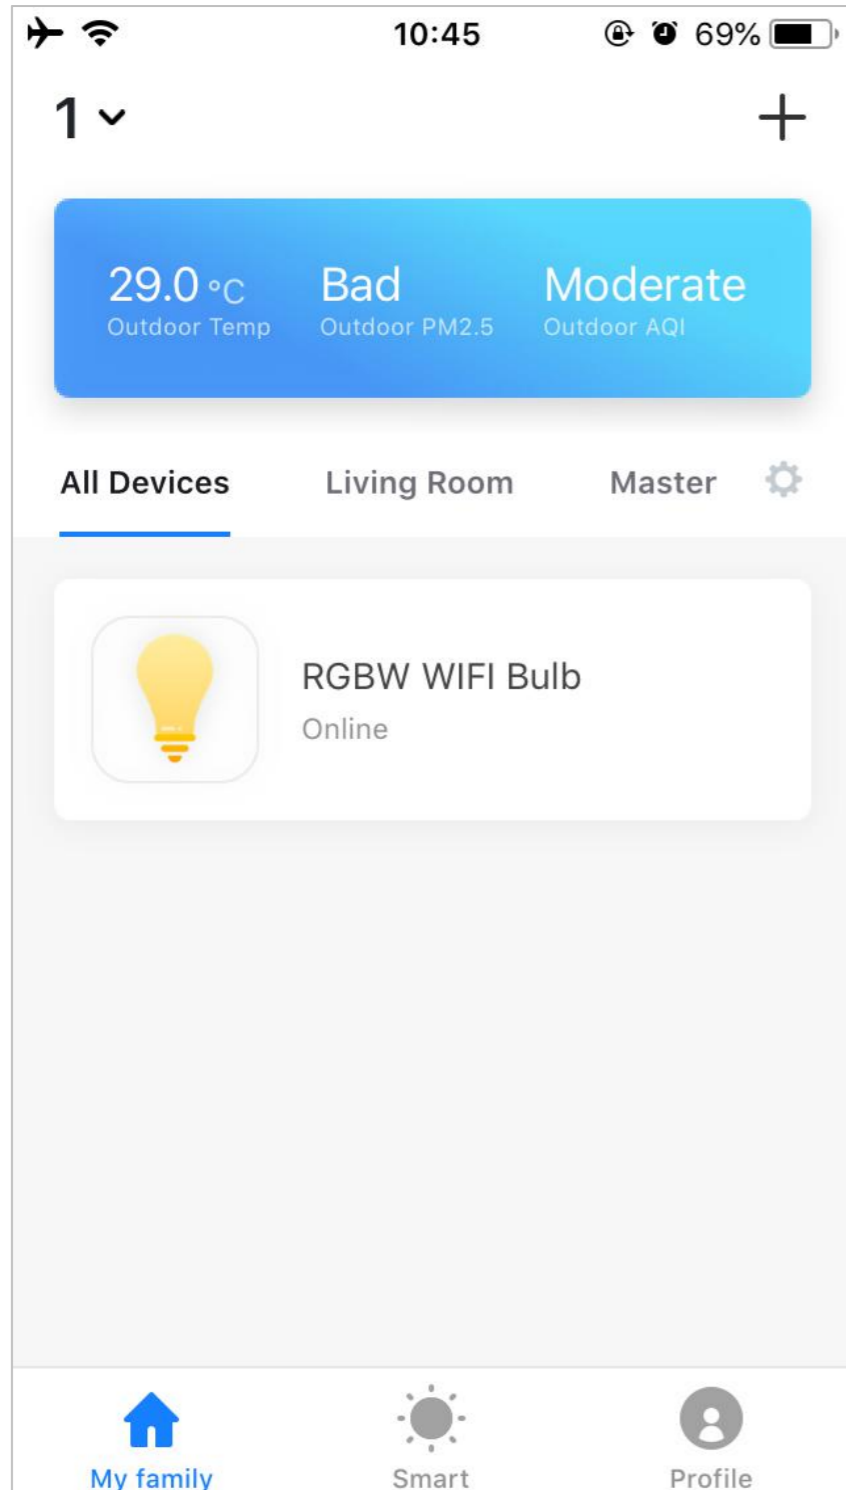 10:45 69%
1
29.0 °C Bad Moderate
Outdoor Temp Outdoor PM2.5 Outdoor AQI
All Devices Living Room Master
RGBW WIFI Bulb
Online
My family Smart Profile